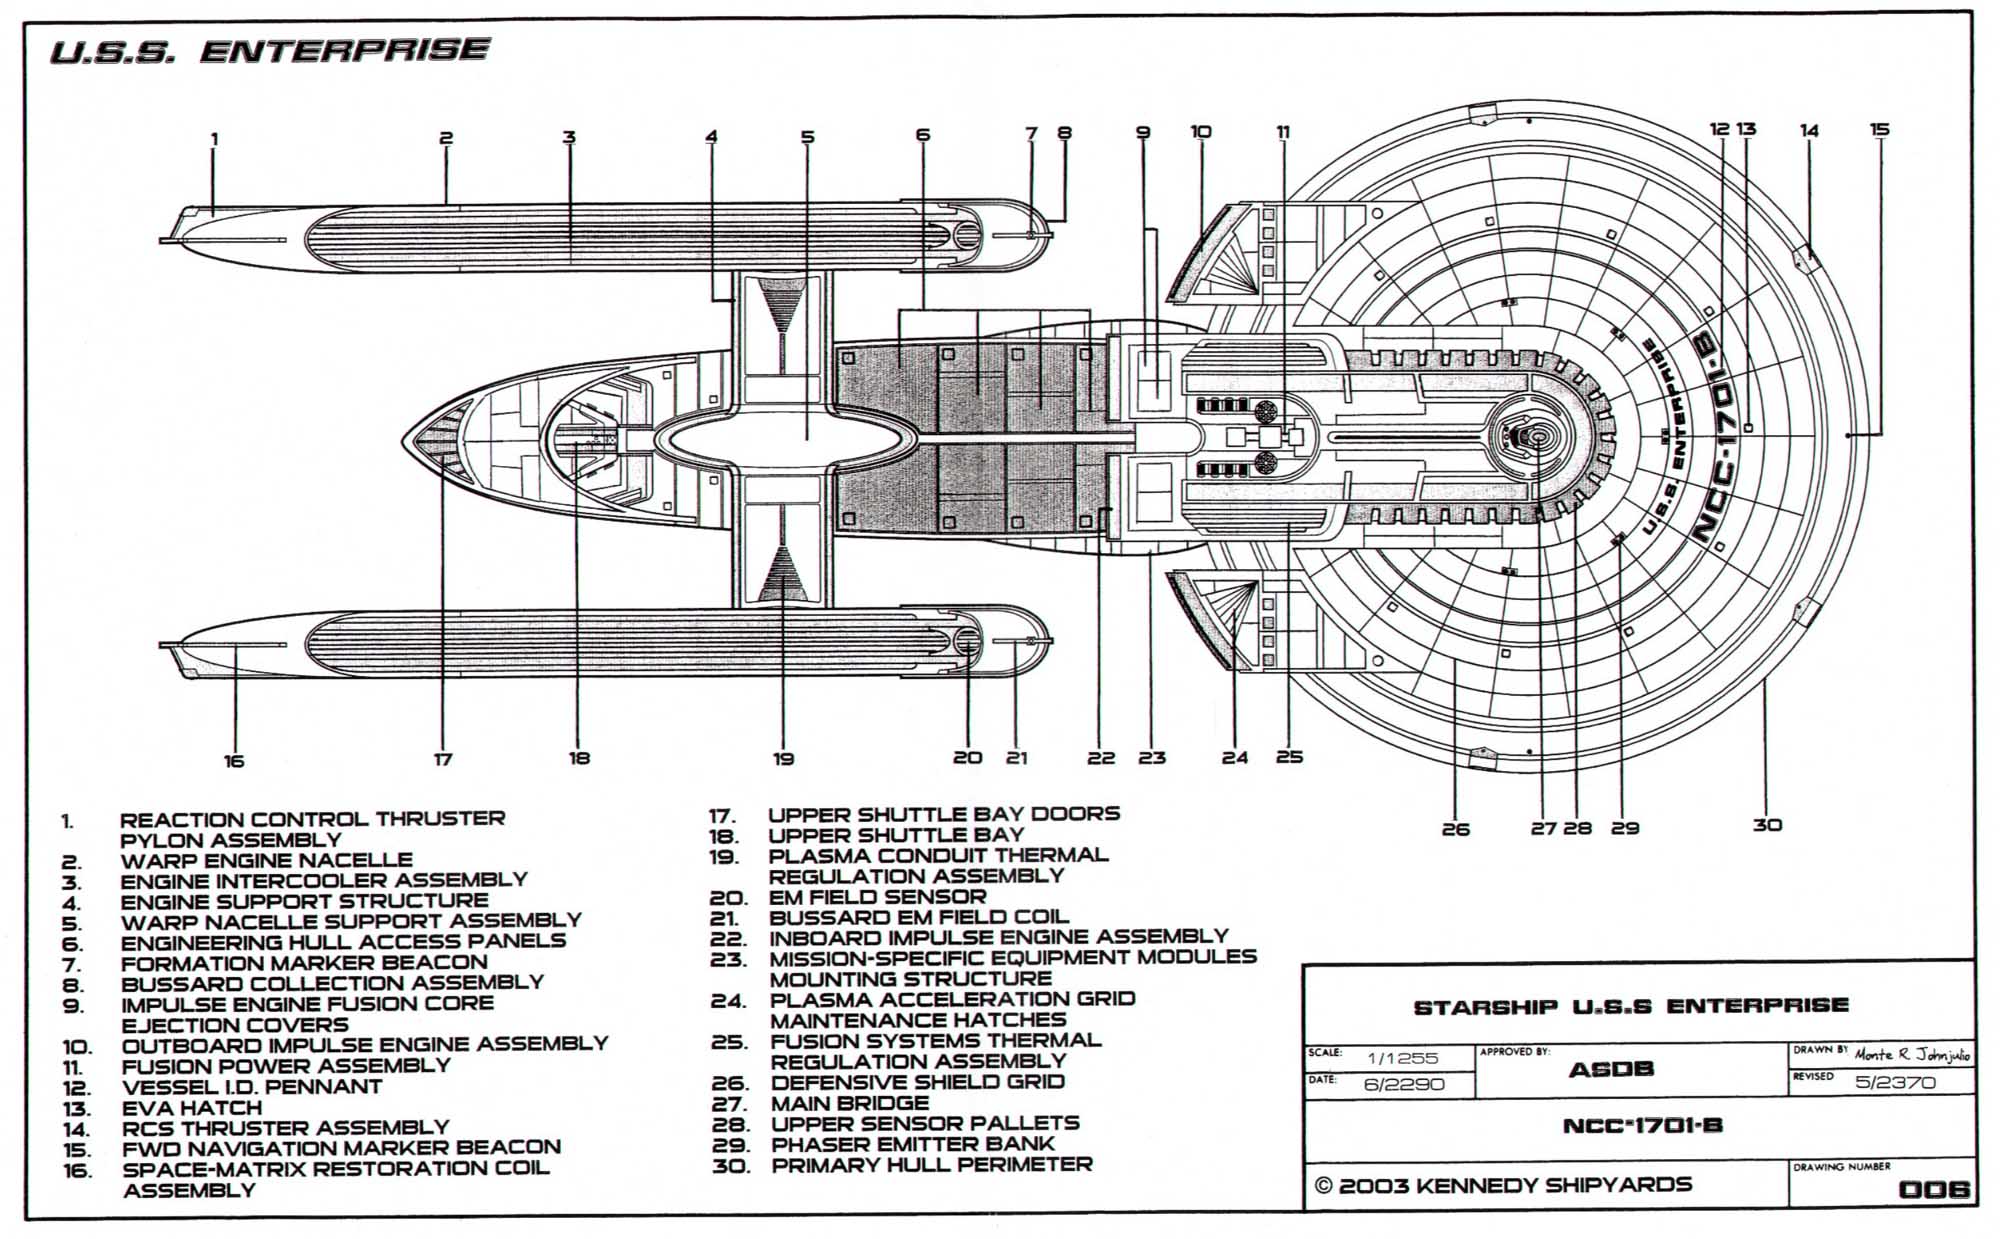 U.S.S. ENTERPRISE
1 2 3 4 5 6 7 8 9 10 11 12 13 14 15
U.S.S. ENTERPRISE
NCC-1701-B
16 17 18 19 20 21 22 23 24 25
26 27 28 29 30
1. REACTION CONTROL THRUSTER
PYLON ASSEMBLY
2. WARP ENGINE NACELLE
3. ENGINE INTERCOOLER ASSEMBLY
4. ENGINE SUPPORT STRUCTURE
5. WARP NACELLE SUPPORT ASSEMBLY
6. ENGINEERING HULL ACCESS PANELS
7. FORMATION MARKER BEACON
8. BUSSARD COLLECTION ASSEMBLY
9. IMPULSE ENGINE FUSION CORE
EJECTION COVERS
10. OUTBOARD IMPULSE ENGINE ASSEMBLY
11. FUSION POWER ASSEMBLY
12. VESSEL I.D. PENNANT
13. EVA HATCH
14. RCS THRUSTER ASSEMBLY
15. FWD NAVIGATION MARKER BEACON
16. SPACE-MATRIX RESTORATION COIL
ASSEMBLY
17. UPPER SHUTTLE BAY DOORS
18. UPPER SHUTTLE BAY
19. PLASMA CONDUIT THERMAL
REGULATION ASSEMBLY
20. EM FIELD SENSOR
21. BUSSARD EM FIELD COIL
22. INBOARD IMPULSE ENGINE ASSEMBLY
23. MISSION-SPECIFIC EQUIPMENT MODULES
MOUNTING STRUCTURE
24. PLASMA ACCELERATION GRID
MAINTENANCE HATCHES
25. FUSION SYSTEMS THERMAL
REGULATION ASSEMBLY
26. DEFENSIVE SHIELD GRID
27. MAIN BRIDGE
28. UPPER SENSOR PALLETS
29. PHASER EMITTER BANK
30. PRIMARY HULL PERIMETER
STARSHIP U.S.S ENTERPRISE
SCALE: 1/1255
DATE: 6/2290
APPROVED BY: ASDB
DRAWN BY Monte R. Johnjulio
REVISED 5/2370
NCC-1701-B
© 2003 KENNEDY SHIPYARDS
DRAWING NUMBER
006